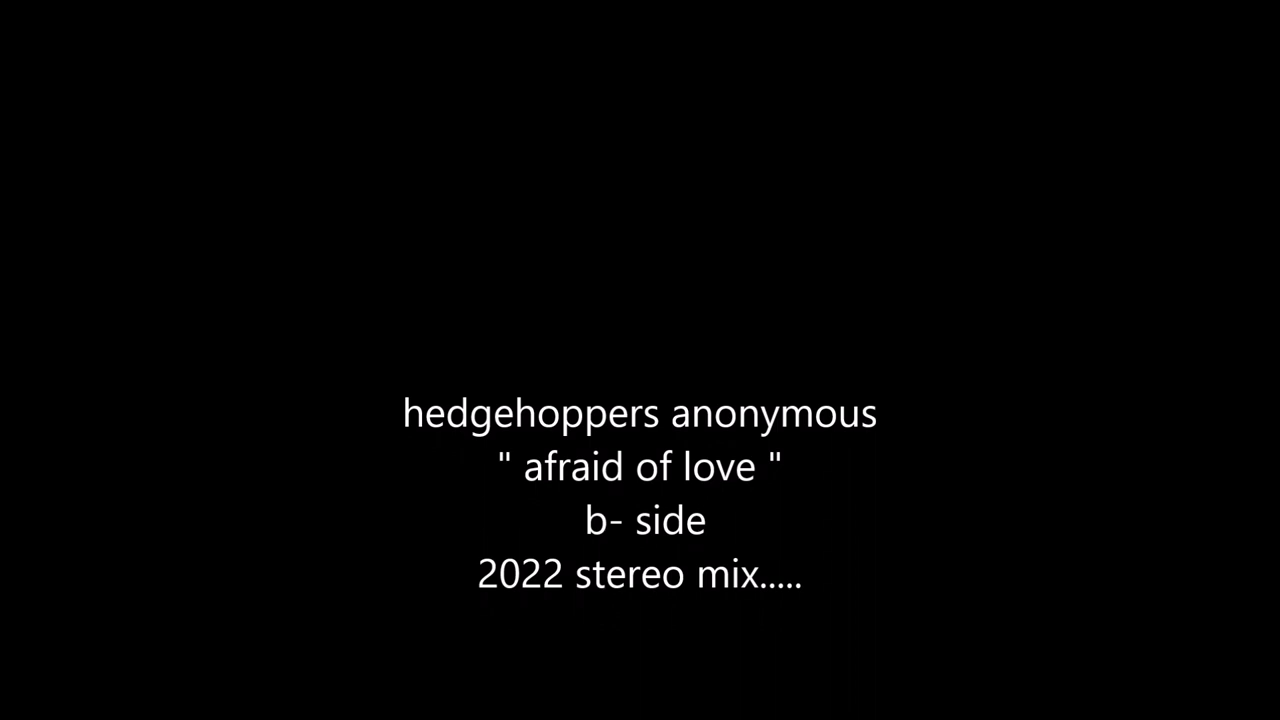 hedgehoppers anonymous
" afraid of love "
b- side
2022 stereo mix.....